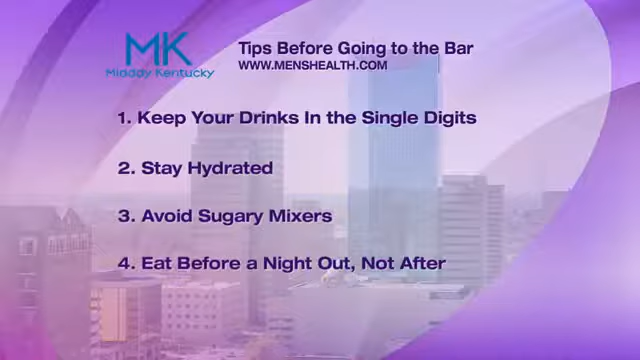 MK
Midday Kentucky
Tips Before Going to the Bar
WWW.MENSHEALTH.COM
1. Keep Your Drinks In the Single Digits
2. Stay Hydrated
3. Avoid Sugary Mixers
4. Eat Before a Night Out, Not After